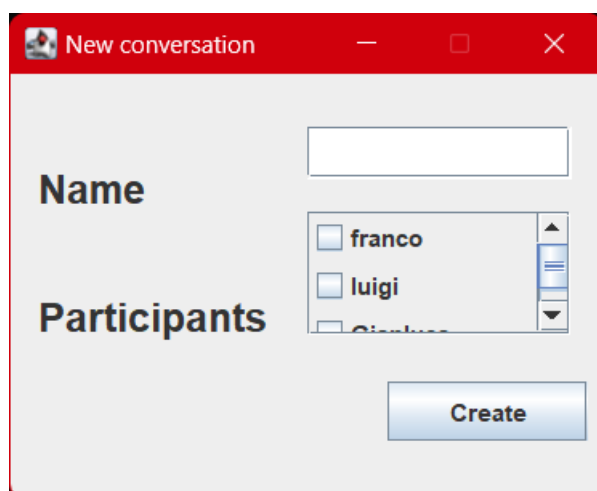 New conversation
Name
franco
luigi
Participants
Create